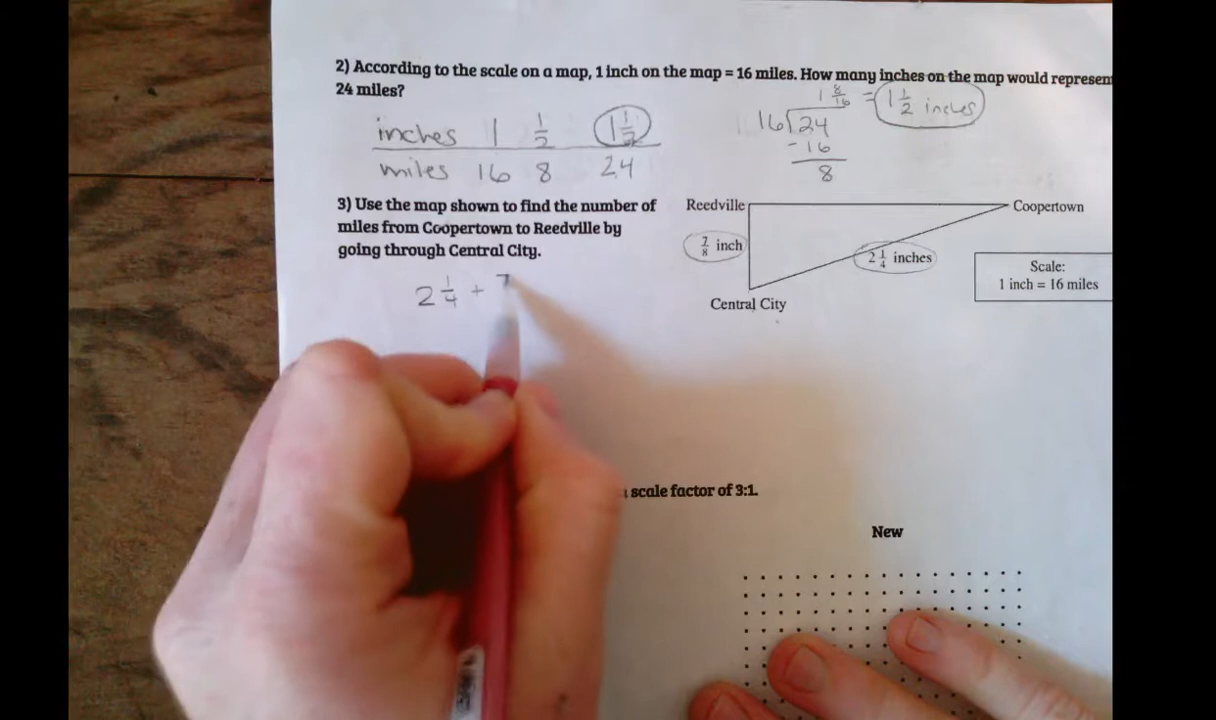 2) According to the scale on a map, 1 inch on the map = 16 miles. How many inches on the map would represen
24 miles?
1 8/16 = 1 1/2 inches
16 24
- 16
8
inches 1 1/2 1 1/2
miles 16 8 24
3) Use the map shown to find the number of
miles from Coopertown to Reedville by
going through Central City.
2 1/4 + 7
Reedville
Coopertown
7/8 inch
2 1/4 inches
Central City
Scale:
1 inch = 16 miles
scale factor of 3:1.
New